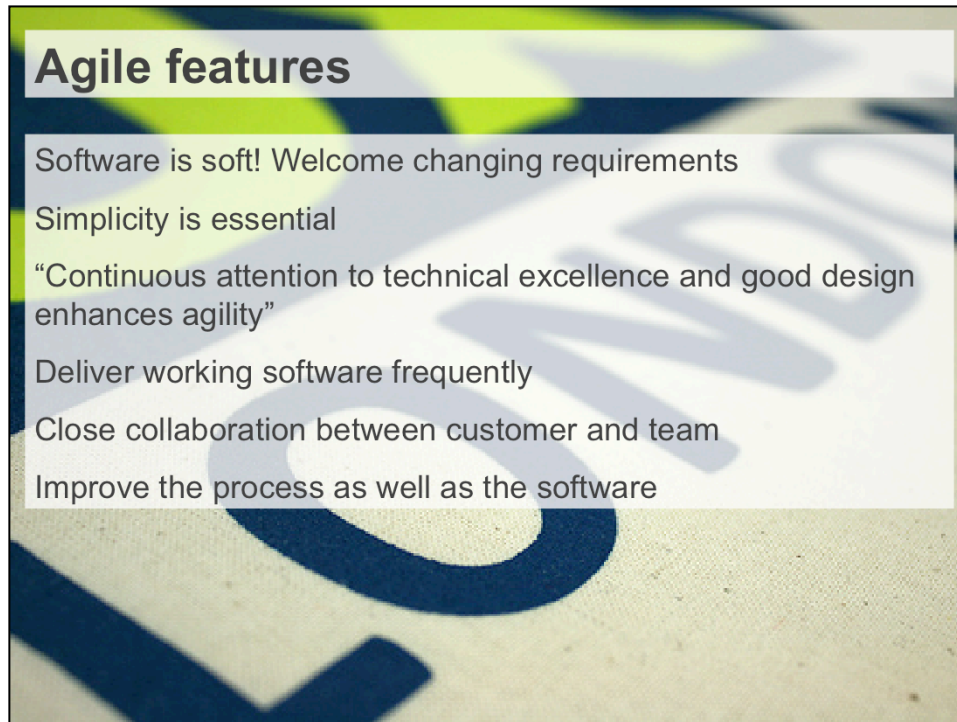 Agile features
Software is soft! Welcome changing requirements
Simplicity is essential
“Continuous attention to technical excellence and good design
enhances agility”
Deliver working software frequently
Close collaboration between customer and team
Improve the process as well as the software
LONDO